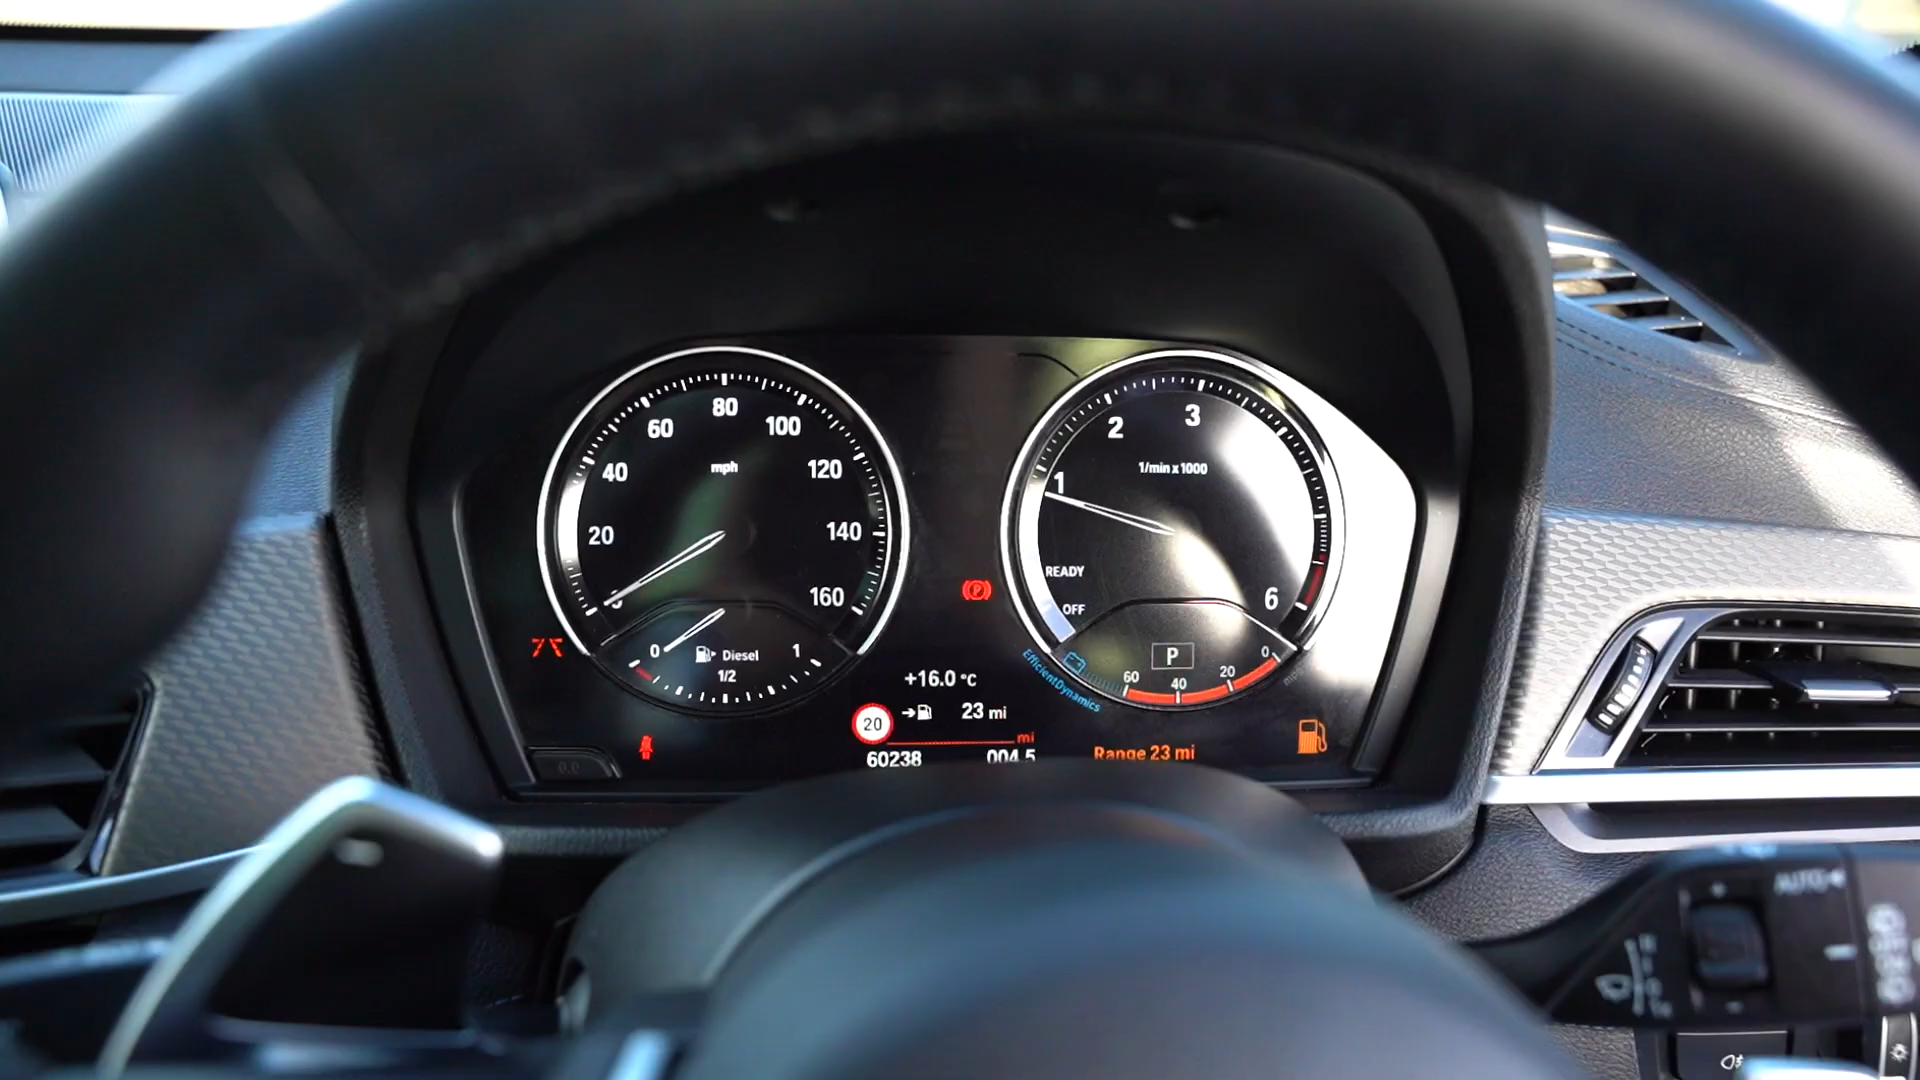 80
60
100
40
mph
120
20
140
160
0
Diesel
1
1/2
2
3
1/min x 1000
1
READY
OFF
6
P
60
40
20
0
EfficientDynamics
+16.0 °C
20
23 mi
mi
60238
004.5
Range 23 mi
AUTO